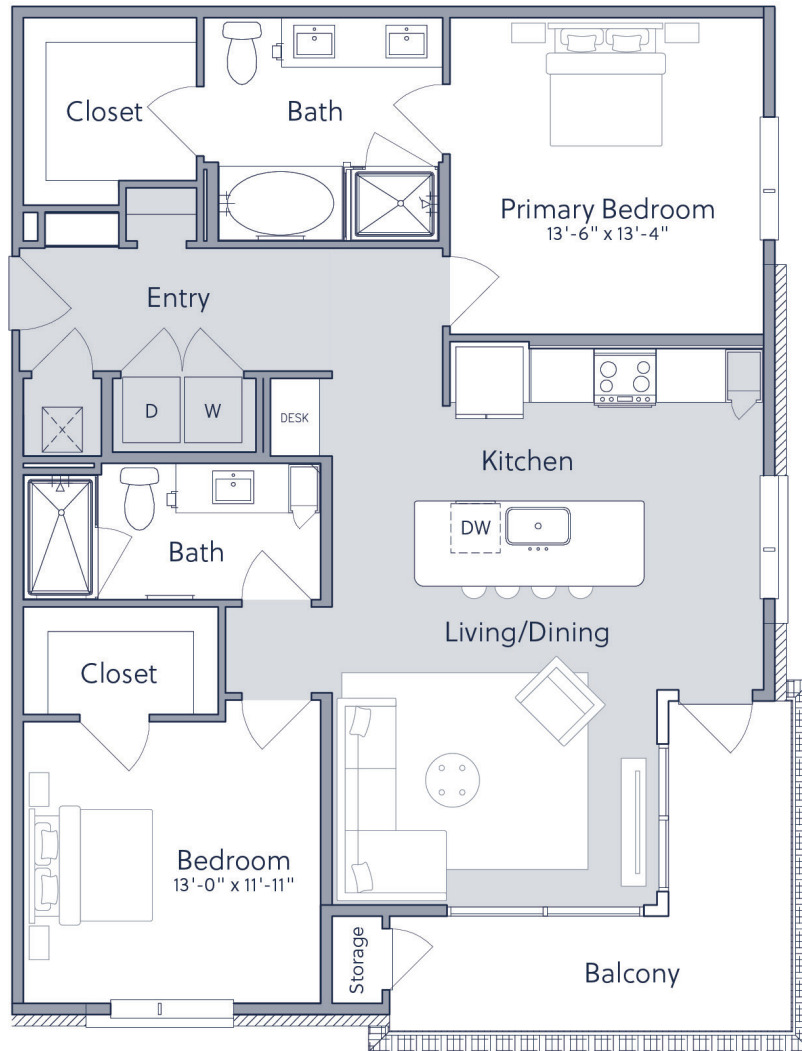 Closet
Bath
Primary Bedroom
13'-6" x 13'-4"
Entry
D
W
DESK
Kitchen
DW
Bath
Living/Dining
Closet
Bedroom
13'-0" x 11'-11"
Storage
Balcony